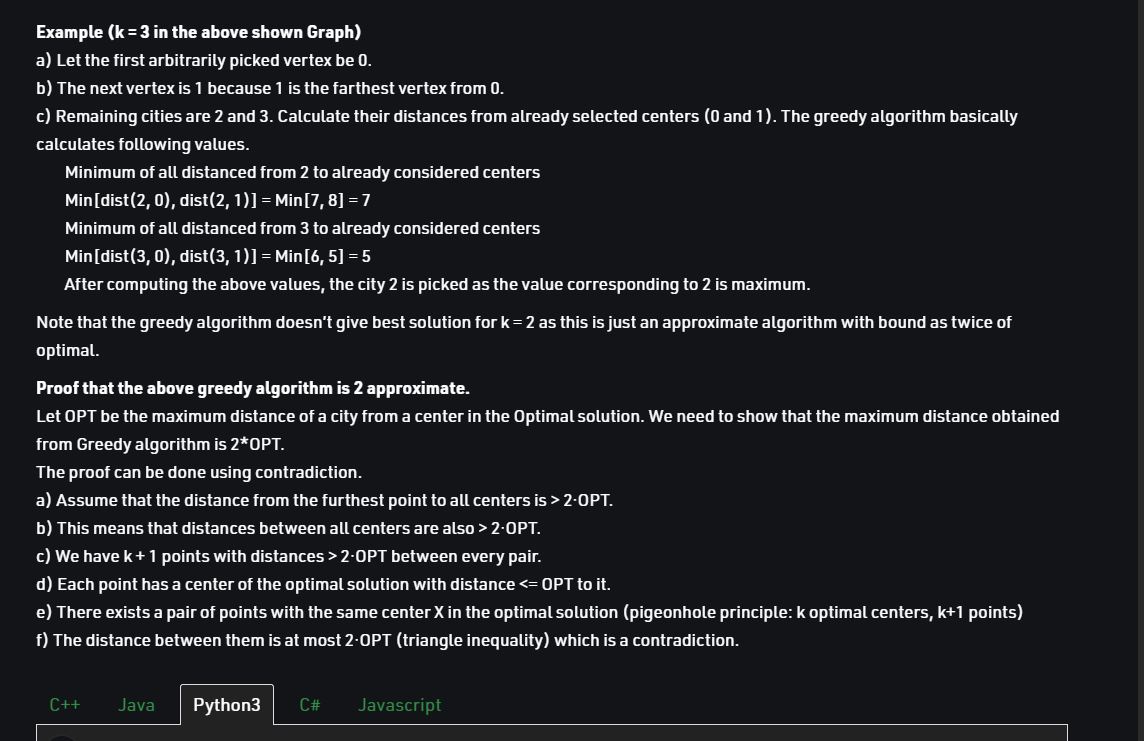 Example (k = 3 in the above shown Graph)
a) Let the first arbitrarily picked vertex be 0.
b) The next vertex is 1 because 1 is the farthest vertex from 0.
c) Remaining cities are 2 and 3. Calculate their distances from already selected centers (0 and 1). The greedy algorithm basically
calculates following values.
Minimum of all distanced from 2 to already considered centers
Min[dist(2, 0), dist(2, 1)] = Min[7, 8] = 7
Minimum of all distanced from 3 to already considered centers
Min[dist(3, 0), dist(3, 1)] = Min[6, 5] = 5
After computing the above values, the city 2 is picked as the value corresponding to 2 is maximum.
Note that the greedy algorithm doesn't give best solution for k = 2 as this is just an approximate algorithm with bound as twice of
optimal.
Proof that the above greedy algorithm is 2 approximate.
Let OPT be the maximum distance of a city from a center in the Optimal solution. We need to show that the maximum distance obtained
from Greedy algorithm is 2*OPT.
The proof can be done using contradiction.
a) Assume that the distance from the furthest point to all centers is > 2·OPT.
b) This means that distances between all centers are also > 2·OPT.
c) We have k + 1 points with distances > 2·OPT between every pair.
d) Each point has a center of the optimal solution with distance <= OPT to it.
e) There exists a pair of points with the same center X in the optimal solution (pigeonhole principle: k optimal centers, k+1 points)
f) The distance between them is at most 2·OPT (triangle inequality) which is a contradiction.
C++ Java Python3 C# Javascript